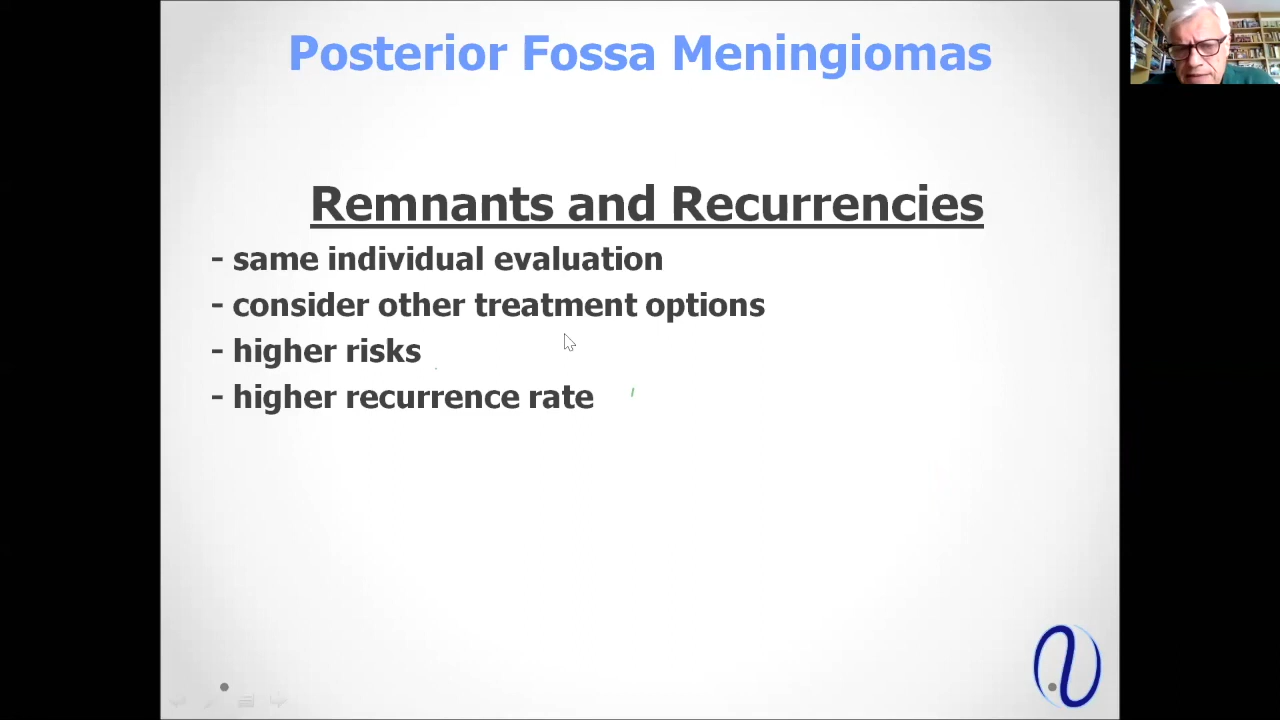 Posterior Fossa Meningiomas
Remnants and Recurrencies
- same individual evaluation
- consider other treatment options
- higher risks
- higher recurrence rate